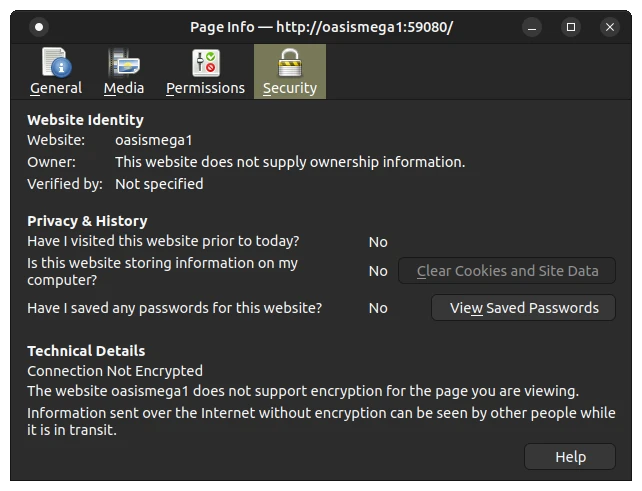 Page Info — http://oasismega1:59080/
General Media Permissions Security
Website Identity
Website: oasismega1
Owner: This website does not supply ownership information.
Verified by: Not specified
Privacy & History
Have I visited this website prior to today? No
Is this website storing information on my
computer? No Clear Cookies and Site Data
Have I saved any passwords for this website? No View Saved Passwords
Technical Details
Connection Not Encrypted
The website oasismega1 does not support encryption for the page you are viewing.
Information sent over the Internet without encryption can be seen by other people while
it is in transit.
Help